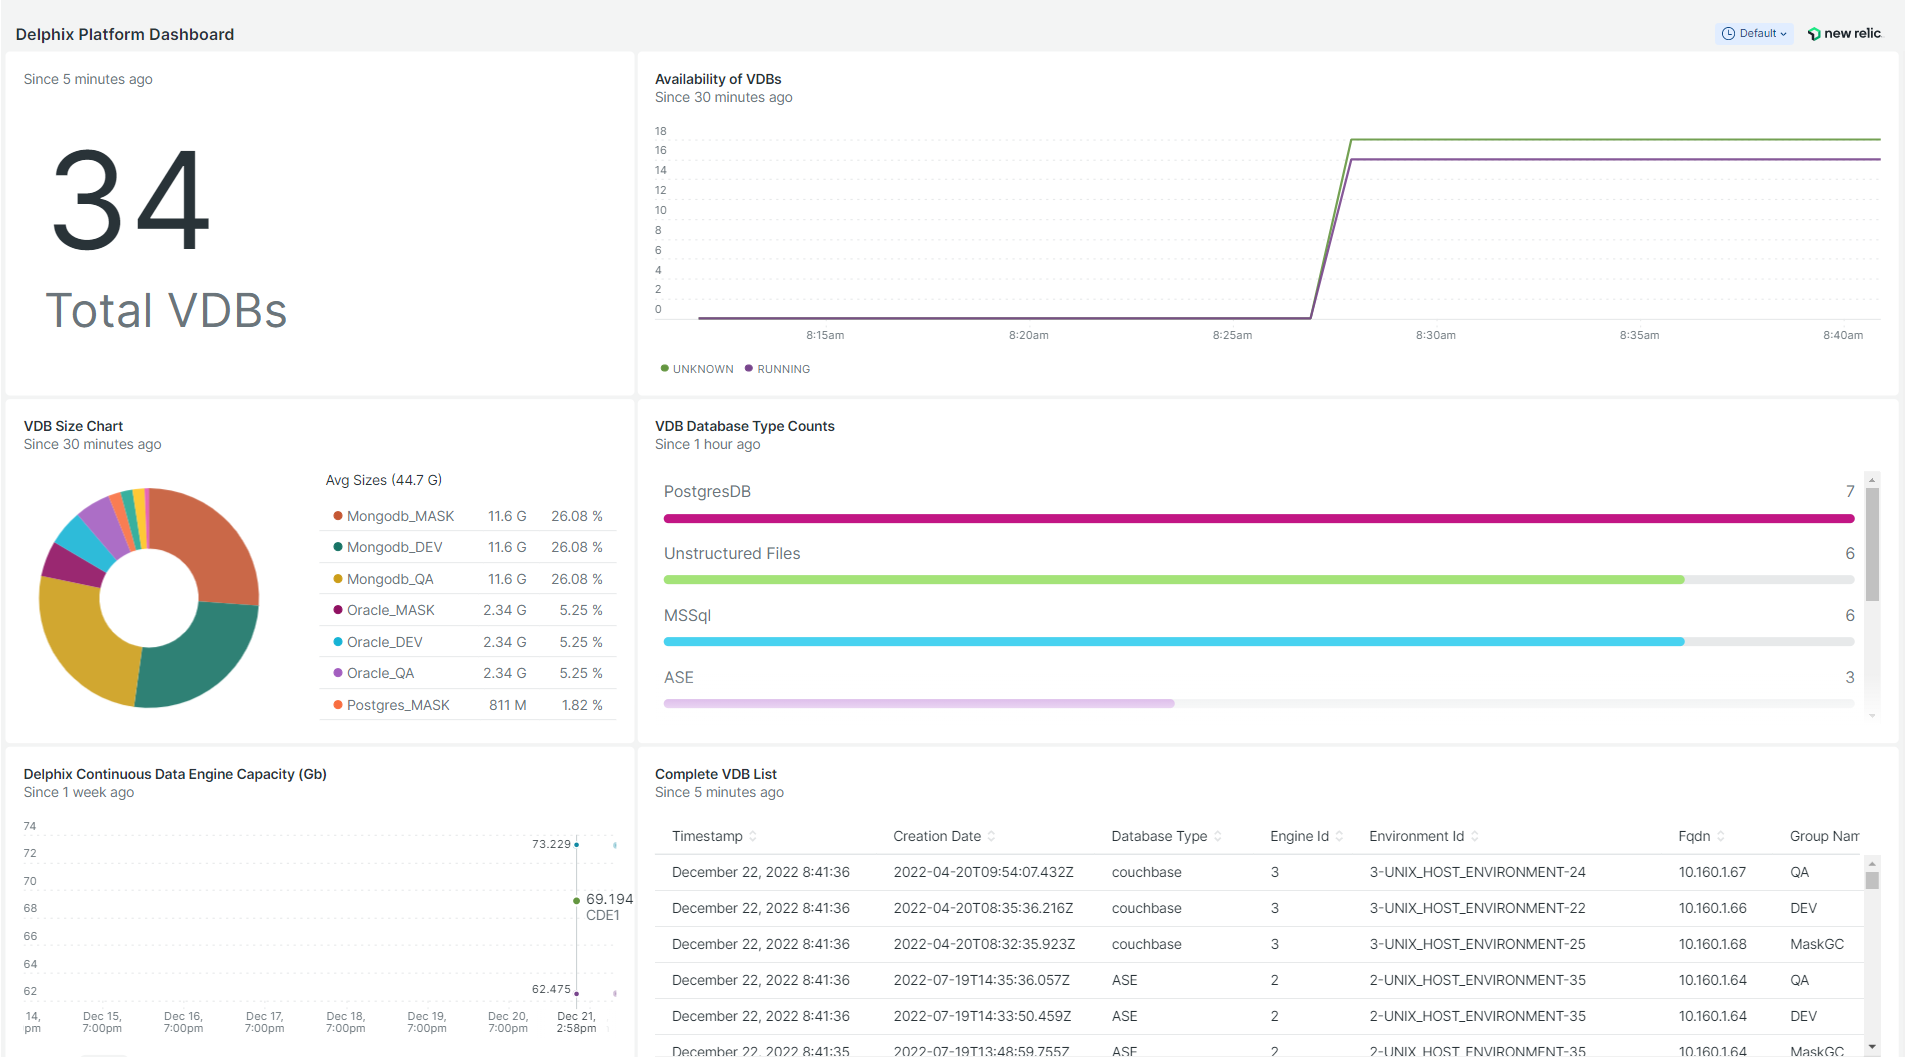 Delphix Platform Dashboard
Default
new relic
Since 5 minutes ago
34
Total VDBs
Availability of VDBs
Since 30 minutes ago
18
16
14
12
10
8
6
4
2
0
8:15am 8:20am 8:25am 8:30am 8:35am 8:40am
UNKNOWN RUNNING
VDB Size Chart
Since 30 minutes ago
Avg Sizes (44.7 G)
Mongodb_MASK 11.6 G 26.08 %
Mongodb_DEV 11.6 G 26.08 %
Mongodb_QA 11.6 G 26.08 %
Oracle_MASK 2.34 G 5.25 %
Oracle_DEV 2.34 G 5.25 %
Oracle_QA 2.34 G 5.25 %
Postgres_MASK 811 M 1.82 %
VDB Database Type Counts
Since 1 hour ago
PostgresDB 7
Unstructured Files 6
MSSql 6
ASE 3
Delphix Continuous Data Engine Capacity (Gb)
Since 1 week ago
74
72
70
68
66
64
62
73.229
69.194
CDE1
62.475
14, Dec 15, Dec 16, Dec 17, Dec 18, Dec 19, Dec 20, Dec 21,
pm 7:00pm 7:00pm 7:00pm 7:00pm 7:00pm 7:00pm 2:58pm
Complete VDB List
Since 5 minutes ago
Timestamp Creation Date Database Type Engine Id Environment Id Fqdn Group Nam
December 22, 2022 8:41:36 2022-04-20T09:54:07.432Z couchbase 3 3-UNIX_HOST_ENVIRONMENT-24 10.160.1.67 QA
December 22, 2022 8:41:36 2022-04-20T08:35:36.216Z couchbase 3 3-UNIX_HOST_ENVIRONMENT-22 10.160.1.66 DEV
December 22, 2022 8:41:36 2022-04-20T08:32:35.923Z couchbase 3 3-UNIX_HOST_ENVIRONMENT-25 10.160.1.68 MaskGC
December 22, 2022 8:41:36 2022-07-19T14:35:36.057Z ASE 2 2-UNIX_HOST_ENVIRONMENT-35 10.160.1.64 QA
December 22, 2022 8:41:36 2022-07-19T14:33:50.459Z ASE 2 2-UNIX_HOST_ENVIRONMENT-35 10.160.1.64 DEV
December 22, 2022 8:41:35 2022-07-19T13:48:59.755Z ASE 2 2-UNIX_HOST_ENVIRONMENT-35 10.160.1.64 MaskGC